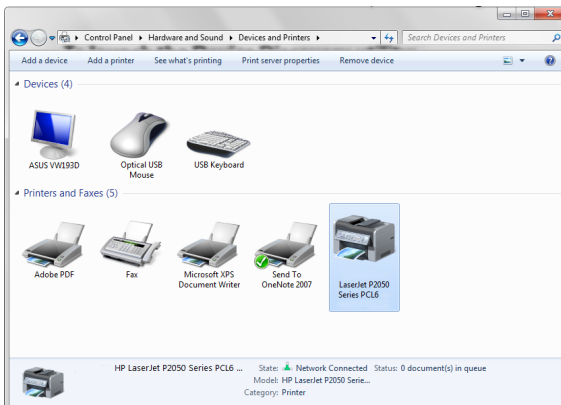 Control Panel ▸ Hardware and Sound ▸ Devices and Printers ▸
Search Devices and Printers
Add a device Add a printer See what's printing Print server properties Remove device
Devices (4)
ASUS VW193D
Optical USB
Mouse
USB Keyboard
Printers and Faxes (5)
Adobe PDF
Fax
Microsoft XPS
Document Writer
Send To
OneNote 2007
LaserJet P2050
Series PCL6
HP LaserJet P2050 Series PCL6 ... State: Network Connected Status: 0 document(s) in queue
Model: HP LaserJet P2050 Serie...
Category: Printer